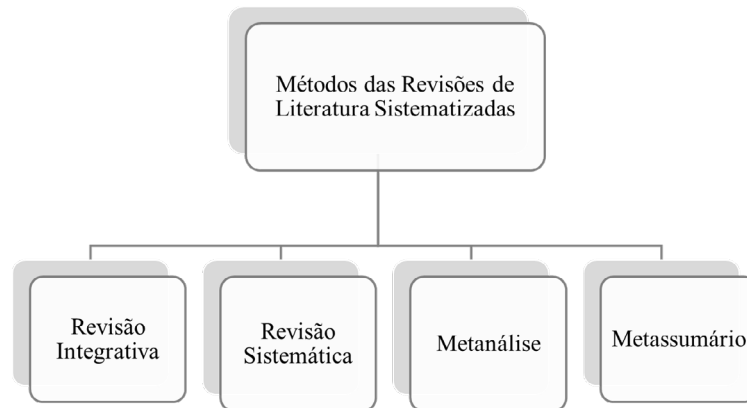 Métodos das Revisões de
Literatura Sistematizadas
Revisão
Integrativa
Revisão
Sistemática
Metanálise
Metassumário